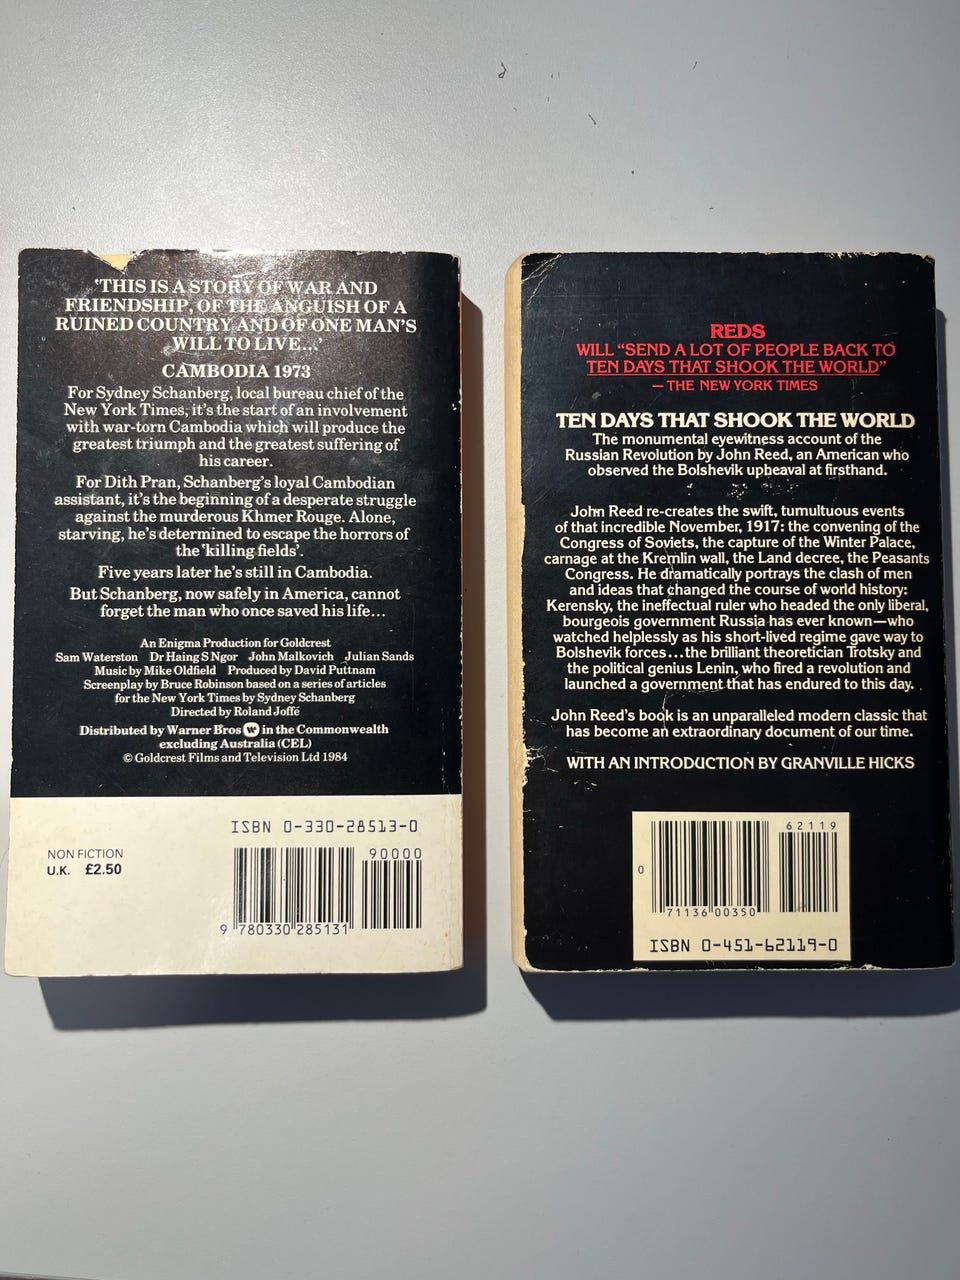 'THIS IS A STORY OF WAR AND
FRIENDSHIP, OF THE ANGUISH OF A
RUINED COUNTRY AND OF ONE MAN'S
WILL TO LIVE...'
CAMBODIA 1973
For Sydney Schanberg, local bureau chief of the
New York Times, it's the start of an involvement
with war-torn Cambodia which will produce the
greatest triumph and the greatest suffering of
his career.
For Dith Pran, Schanberg's loyal Cambodian
assistant, it's the beginning of a desperate struggle
against the murderous Khmer Rouge. Alone,
starving, he's determined to escape the horrors of
the 'killing fields'.
Five years later he's still in Cambodia.
But Schanberg, now safely in America, cannot
forget the man who once saved his life...
An Enigma Production for Goldcrest
Sam Waterston Dr Haing S Ngor John Malkovich Julian Sands
Music by Mike Oldfield Produced by David Puttnam
Screenplay by Bruce Robinson based on a series of articles
for the New York Times by Sydney Schanberg
Directed by Roland Joffé
Distributed by Warner Bros in the Commonwealth
excluding Australia (CEL)
© Goldcrest Films and Television Ltd 1984
ISBN 0-330-28513-0
NON FICTION
U.K. £2.50
90000
9 780330 285131
REDS
WILL "SEND A LOT OF PEOPLE BACK TO
TEN DAYS THAT SHOOK THE WORLD"
— THE NEW YORK TIMES
TEN DAYS THAT SHOOK THE WORLD
The monumental eyewitness account of the
Russian Revolution by John Reed, an American who
observed the Bolshevik upheaval at firsthand.
John Reed re-creates the swift, tumultuous events
of that incredible November, 1917: the convening of the
Congress of Soviets, the capture of the Winter Palace,
carnage at the Kremlin wall, the Land decree, the Peasants
Congress. He dramatically portrays the clash of men
and ideas that changed the course of world history:
Kerensky, the ineffectual ruler who headed the only liberal,
bourgeois government Russia has ever known—who
watched helplessly as his short-lived regime gave way to
Bolshevik forces...the brilliant theoretician Trotsky and
the political genius Lenin, who fired a revolution and
launched a government that has endured to this day.
John Reed's book is an unparalleled modern classic that
has become an extraordinary document of our time.
WITH AN INTRODUCTION BY GRANVILLE HICKS
62119
0
71136 00350
ISBN 0-451-62119-0